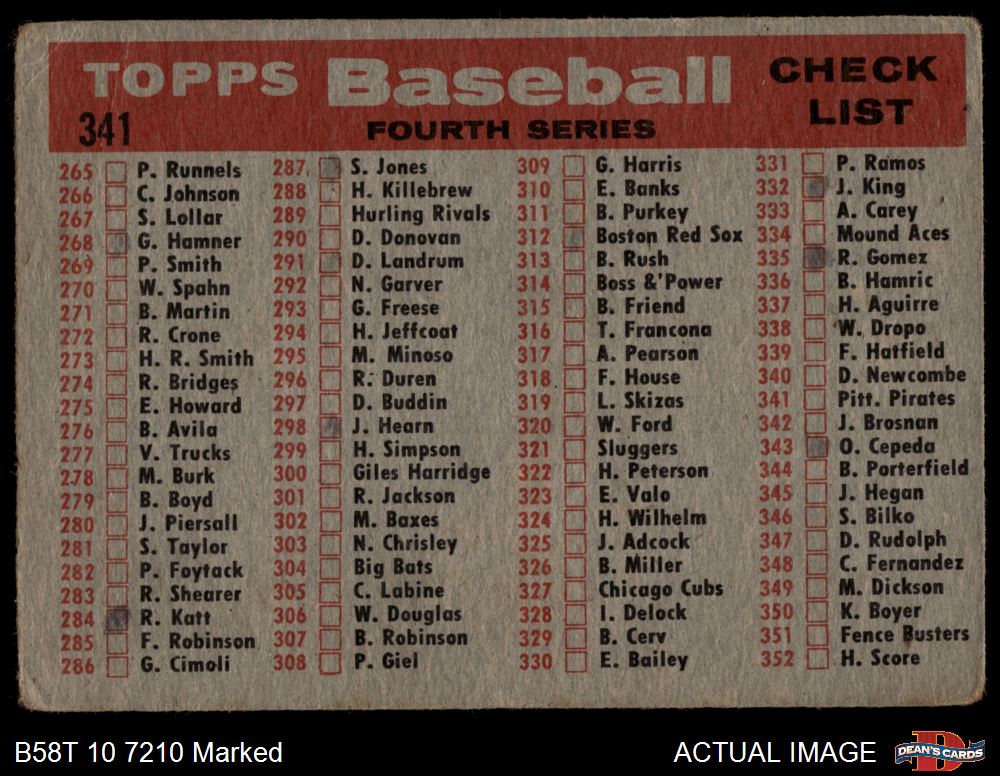 TOPPS Baseball CHECK LIST
341 FOURTH SERIES
265 P. Runnels
266 C. Johnson
267 S. Lollar
268 G. Hamner
269 P. Smith
270 W. Spahn
271 B. Martin
272 R. Crone
273 H. R. Smith
274 R. Bridges
275 E. Howard
276 B. Avila
277 V. Trucks
278 M. Burk
279 B. Boyd
280 J. Piersall
281 S. Taylor
282 P. Foytack
283 R. Shearer
284 R. Katt
285 F. Robinson
286 G. Cimoli
287 S. Jones
288 H. Killebrew
289 Hurling Rivals
290 D. Donovan
291 D. Landrum
292 N. Garver
293 G. Freese
294 H. Jeffcoat
295 M. Minoso
296 R. Duren
297 D. Buddin
298 J. Hearn
299 H. Simpson
300 Giles Harridge
301 R. Jackson
302 M. Baxes
303 N. Chrisley
304 Big Bats
305 C. Labine
306 W. Douglas
307 B. Robinson
308 P. Giel
309 G. Harris
310 E. Banks
311 B. Purkey
312 Boston Red Sox
313 B. Rush
314 Boss &'Power
315 B. Friend
316 T. Francona
317 A. Pearson
318 F. House
319 L. Skizas
320 W. Ford
321 Sluggers
322 H. Peterson
323 E. Valo
324 H. Wilhelm
325 J. Adcock
326 B. Miller
327 Chicago Cubs
328 I. Delock
329 B. Cerv
330 E. Bailey
331 P. Ramos
332 J. King
333 A. Carey
334 Mound Aces
335 R. Gomez
336 B. Hamric
337 H. Aguirre
338 W. Dropo
339 F. Hatfield
340 D. Newcombe
341 Pitt. Pirates
342 J. Brosnan
343 O. Cepeda
344 B. Porterfield
345 J. Hegan
346 S. Bilko
347 D. Rudolph
348 C. Fernandez
349 M. Dickson
350 K. Boyer
351 Fence Busters
352 H. Score
B58T 10 7210 Marked
ACTUAL IMAGE
DEAN'S CARDS